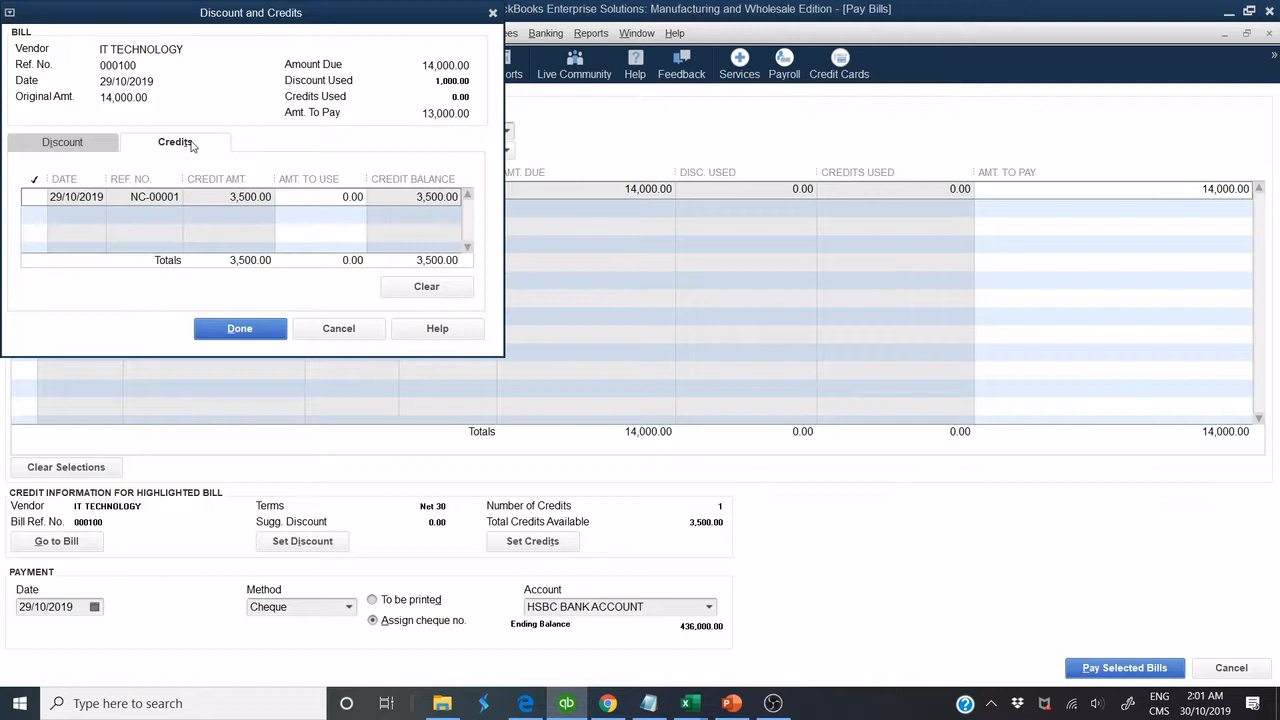 Discount and Credits
ckBooks Enterprise Solutions: Manufacturing and Wholesale Edition - [Pay Bills]
ees Banking Reports Window Help
orts Live Community Help Feedback Services Payroll Credit Cards
BILL
Vendor IT TECHNOLOGY
Ref. No. 000100 Amount Due 14,000.00
Date 29/10/2019 Discount Used 1,000.00
Original Amt. 14,000.00 Credits Used 0.00
Amt. To Pay 13,000.00
Discount Credits
✓ DATE REF. NO. CREDIT AMT. AMT. TO USE CREDIT BALANCE
29/10/2019 NC-00001 3,500.00 0.00 3,500.00
Totals 3,500.00 0.00 3,500.00
Clear
Done Cancel Help
AMT. DUE DISC. USED CREDITS USED AMT. TO PAY
14,000.00 0.00 0.00 14,000.00
Totals 14,000.00 0.00 0.00 14,000.00
Clear Selections
CREDIT INFORMATION FOR HIGHLIGHTED BILL
Vendor IT TECHNOLOGY Terms Net 30 Number of Credits 1
Bill Ref. No. 000100 Sugg. Discount 0.00 Total Credits Available 3,500.00
Go to Bill Set Discount Set Credits
PAYMENT
Date Method Account
29/10/2019 Cheque To be printed HSBC BANK ACCOUNT
Assign cheque no. Ending Balance 436,000.00
Pay Selected Bills Cancel
Type here to search
ENG 2:01 AM
CMS 30/10/2019